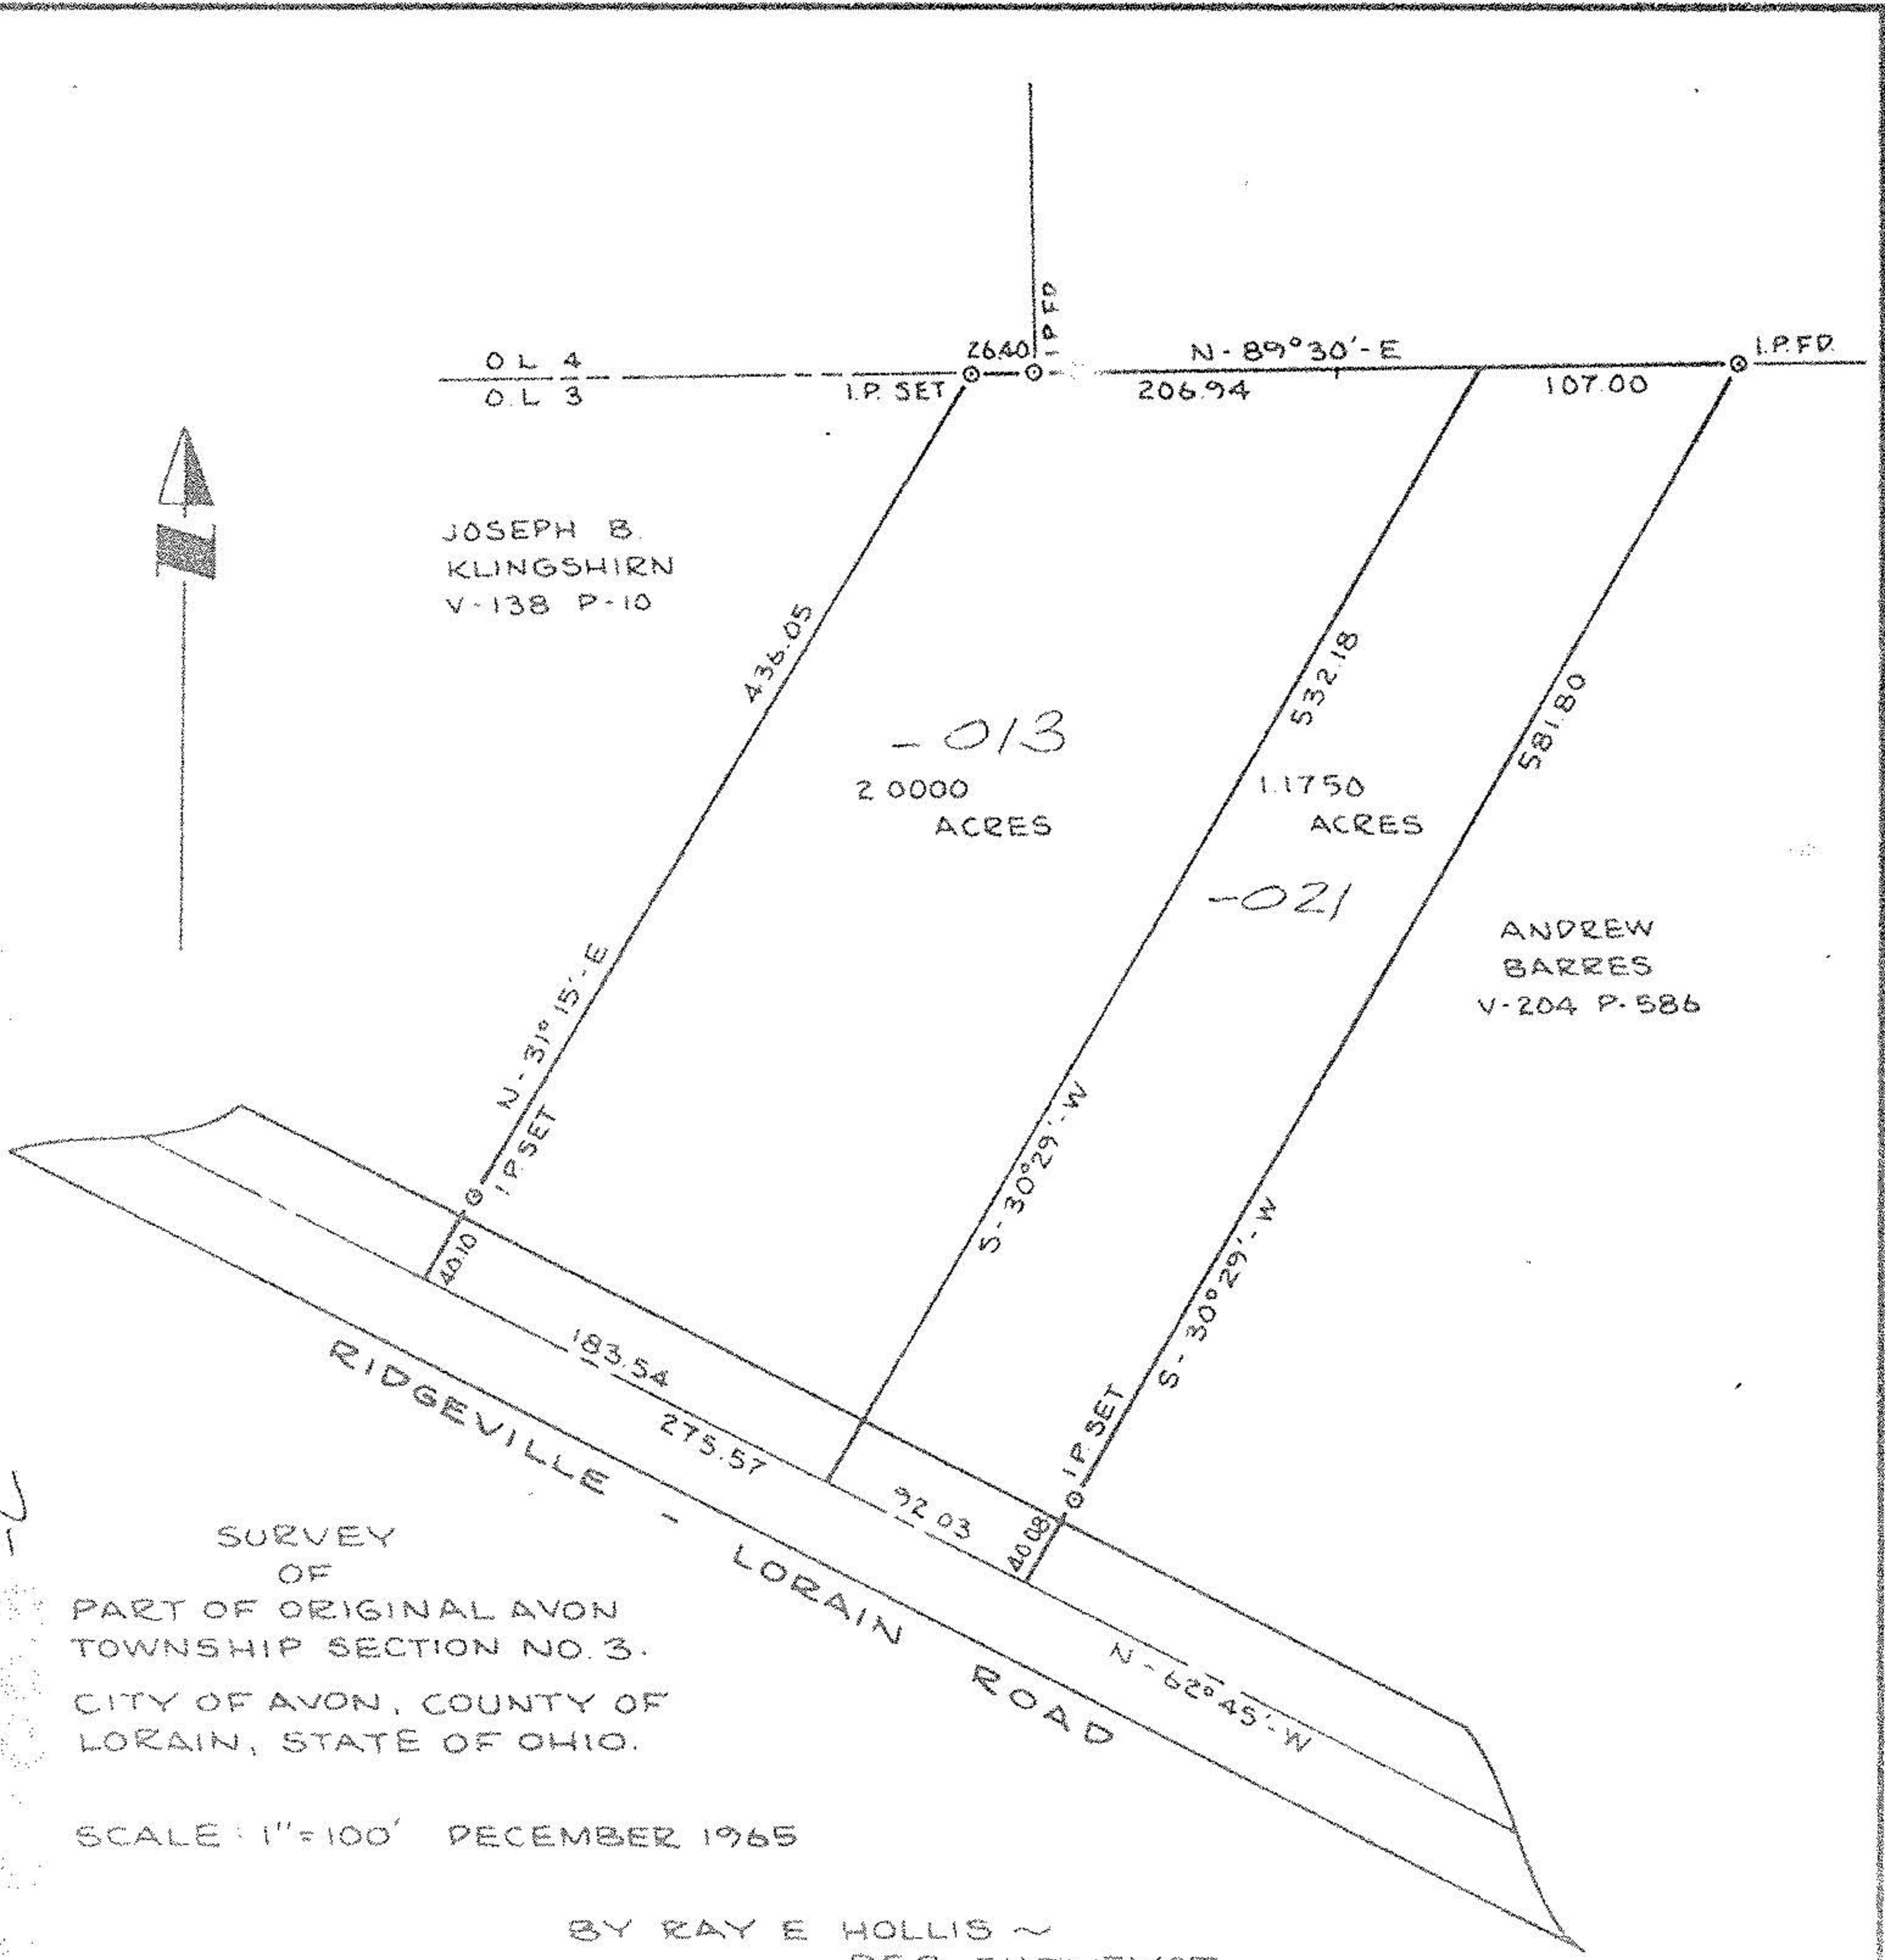 I.P. FD
26.40
N-89°30'-E
I.P. FD.
O L 4
O.L 3
I.P. SET
206.94
107.00
JOSEPH B.
KLINGSHIRN
V-138 P-10
436.05
532.18
581.80
-013
2 0000
ACRES
1.1750
ACRES
-021
ANDREW
BARRES
V-204 P-586
N-31° 15'-E
I.P. SET
S-30°29'-W
S-30°29'-W
40.10
183.54
275.57
92 03
40 08
I.P. SET
RIDGEVILLE - LORAIN ROAD
N-62°45'-W
SURVEY
OF
PART OF ORIGINAL AVON
TOWNSHIP SECTION NO. 3.
CITY OF AVON, COUNTY OF
LORAIN, STATE OF OHIO.
SCALE: 1"=100' DECEMBER 1965
BY RAY E HOLLIS ~